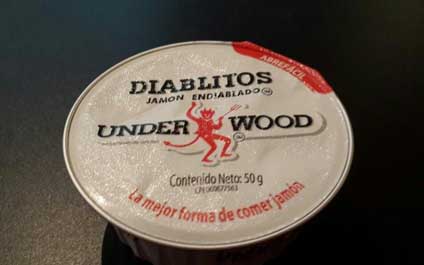 ABREFÁCIL
DIABLITOS
JAMON ENDIABLADO
UNDER WOOD
Contenido Neto: 50 g
La mejor forma de comer jamón